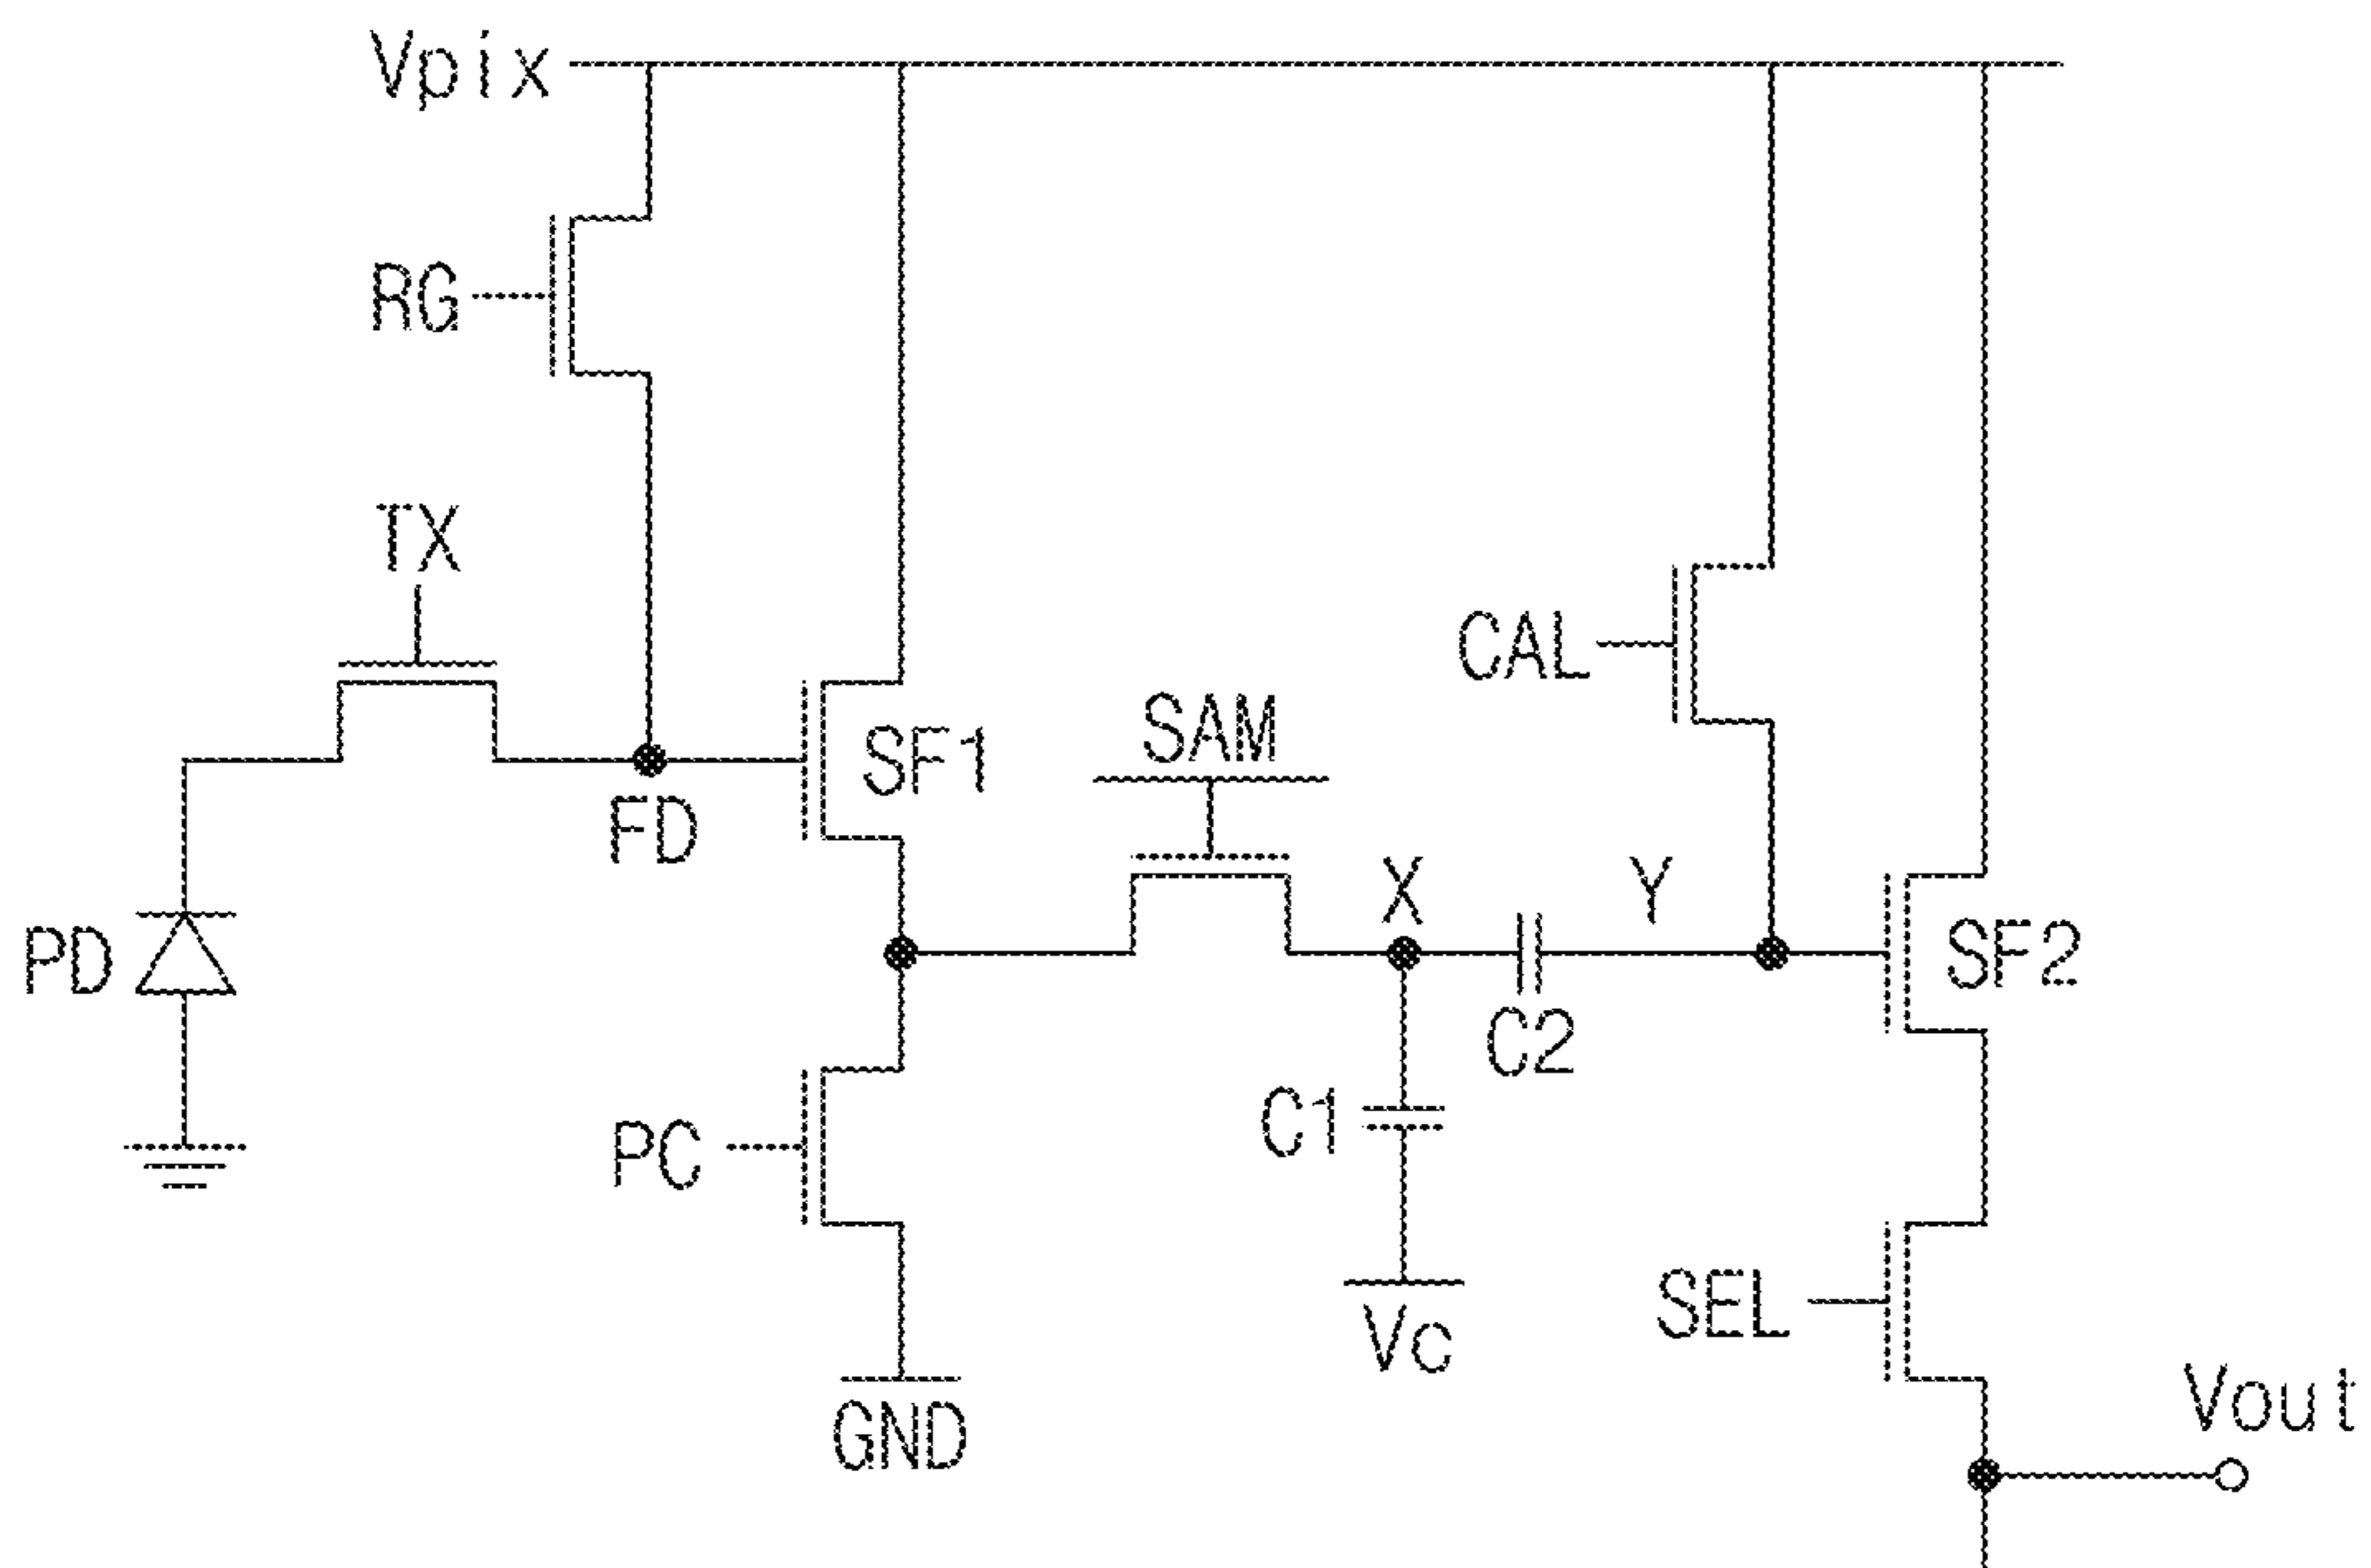 Vpix
RG
TX
CAL
SAM
SF1
FD
X
Y
PD
SF2
C2
C1
PC
SEL
Vc
Vout
GND